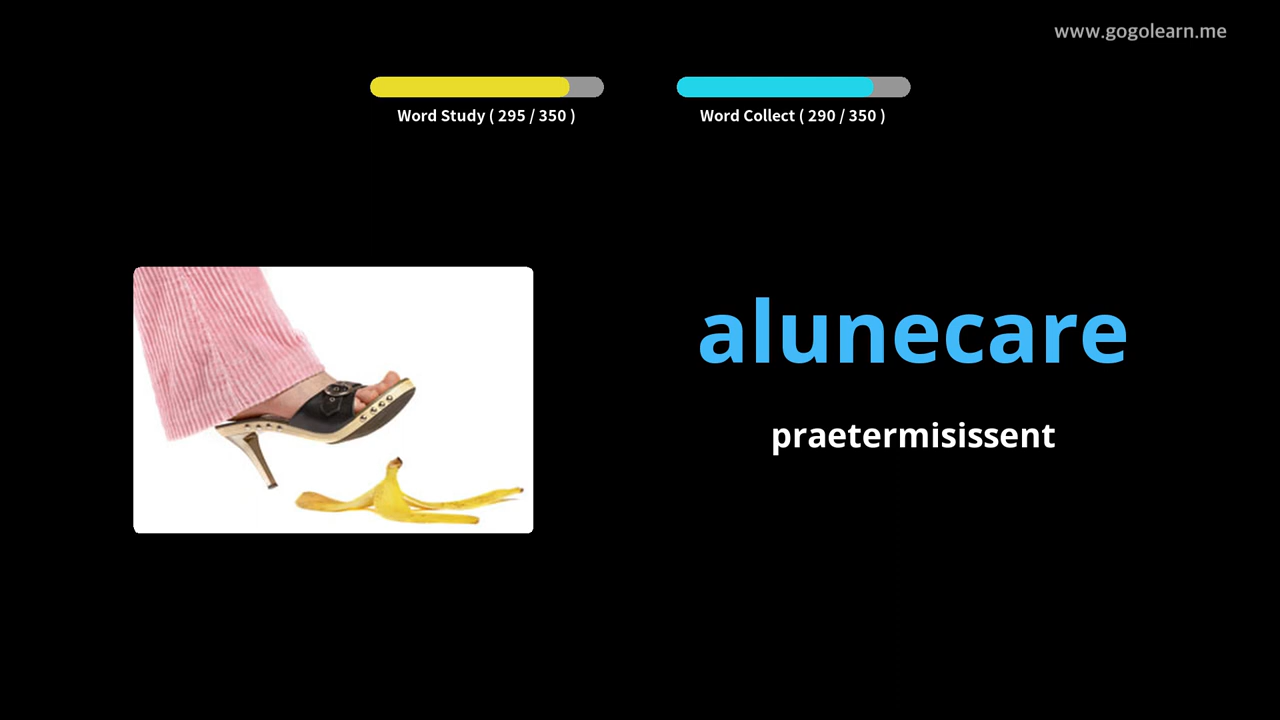 www.gogolearn.me
Word Study ( 295 / 350 )
Word Collect ( 290 / 350 )
alunecare
praetermisissent